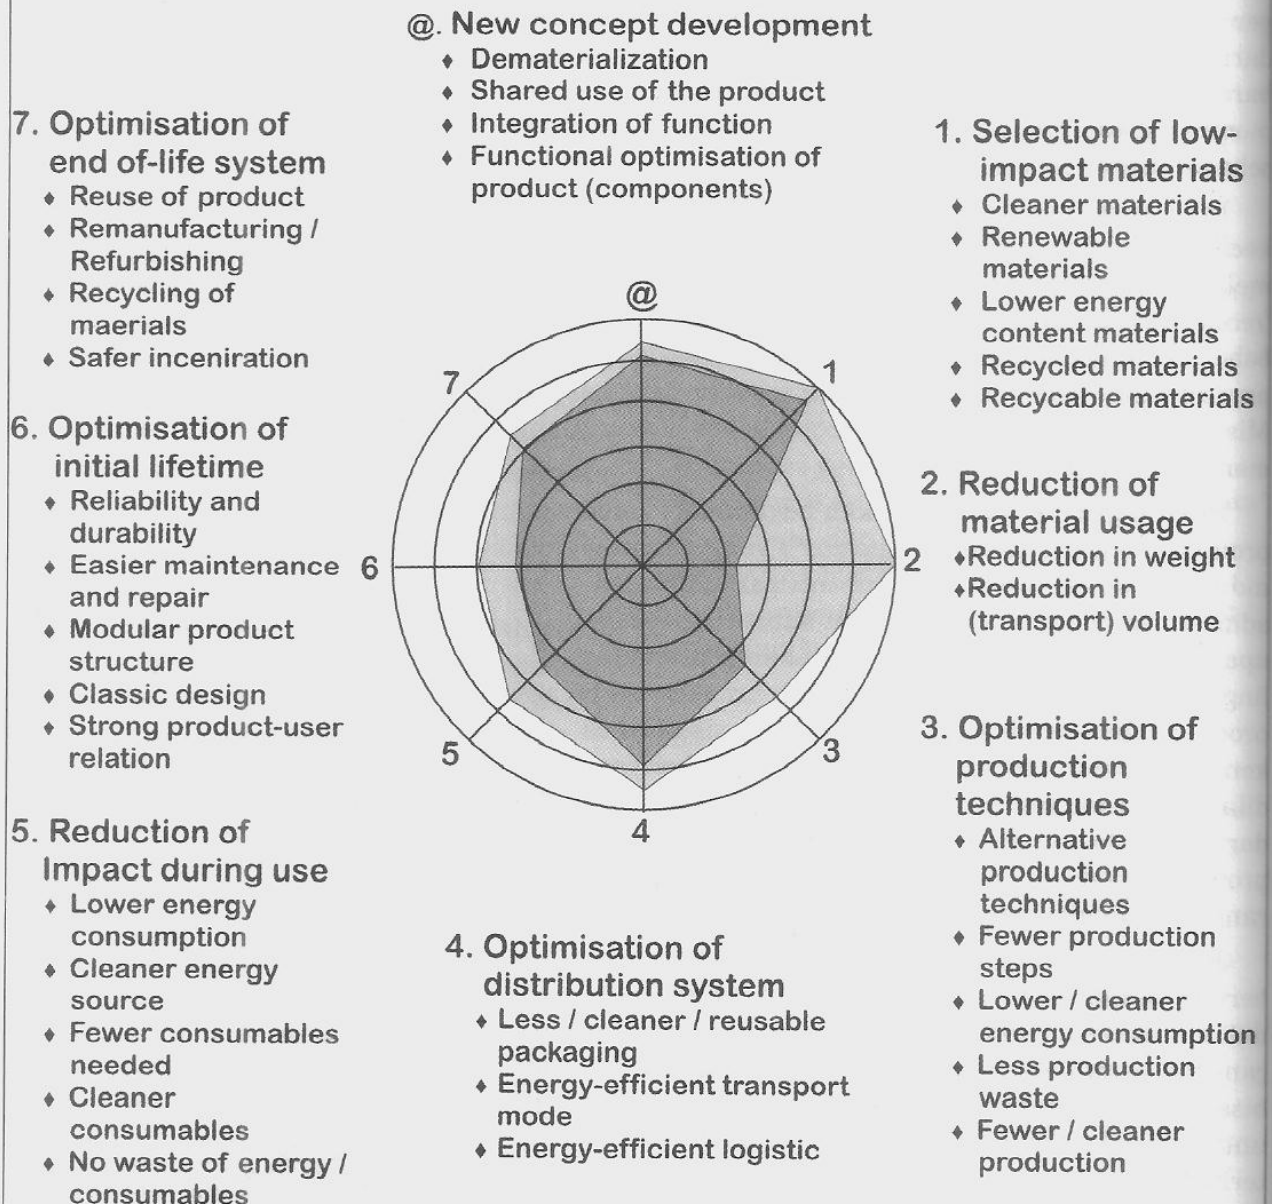 @. New concept development
♦ Dematerialization
♦ Shared use of the product
♦ Integration of function
♦ Functional optimisation of
product (components)
7. Optimisation of
end of-life system
♦ Reuse of product
♦ Remanufacturing /
Refurbishing
♦ Recycling of
maerials
♦ Safer inceniration
1. Selection of low-
impact materials
♦ Cleaner materials
♦ Renewable
materials
♦ Lower energy
content materials
♦ Recycled materials
♦ Recycable materials
@
7
1
6
2
5
3
4
6. Optimisation of
initial lifetime
♦ Reliability and
durability
♦ Easier maintenance
and repair
♦ Modular product
structure
♦ Classic design
♦ Strong product-user
relation
2. Reduction of
material usage
♦Reduction in weight
♦Reduction in
(transport) volume
5. Reduction of
Impact during use
♦ Lower energy
consumption
♦ Cleaner energy
source
♦ Fewer consumables
needed
♦ Cleaner
consumables
♦ No waste of energy /
consumables
4. Optimisation of
distribution system
♦ Less / cleaner / reusable
packaging
♦ Energy-efficient transport
mode
♦ Energy-efficient logistic
3. Optimisation of
production
techniques
♦ Alternative
production
techniques
♦ Fewer production
steps
♦ Lower / cleaner
energy consumption
♦ Less production
waste
♦ Fewer / cleaner
production